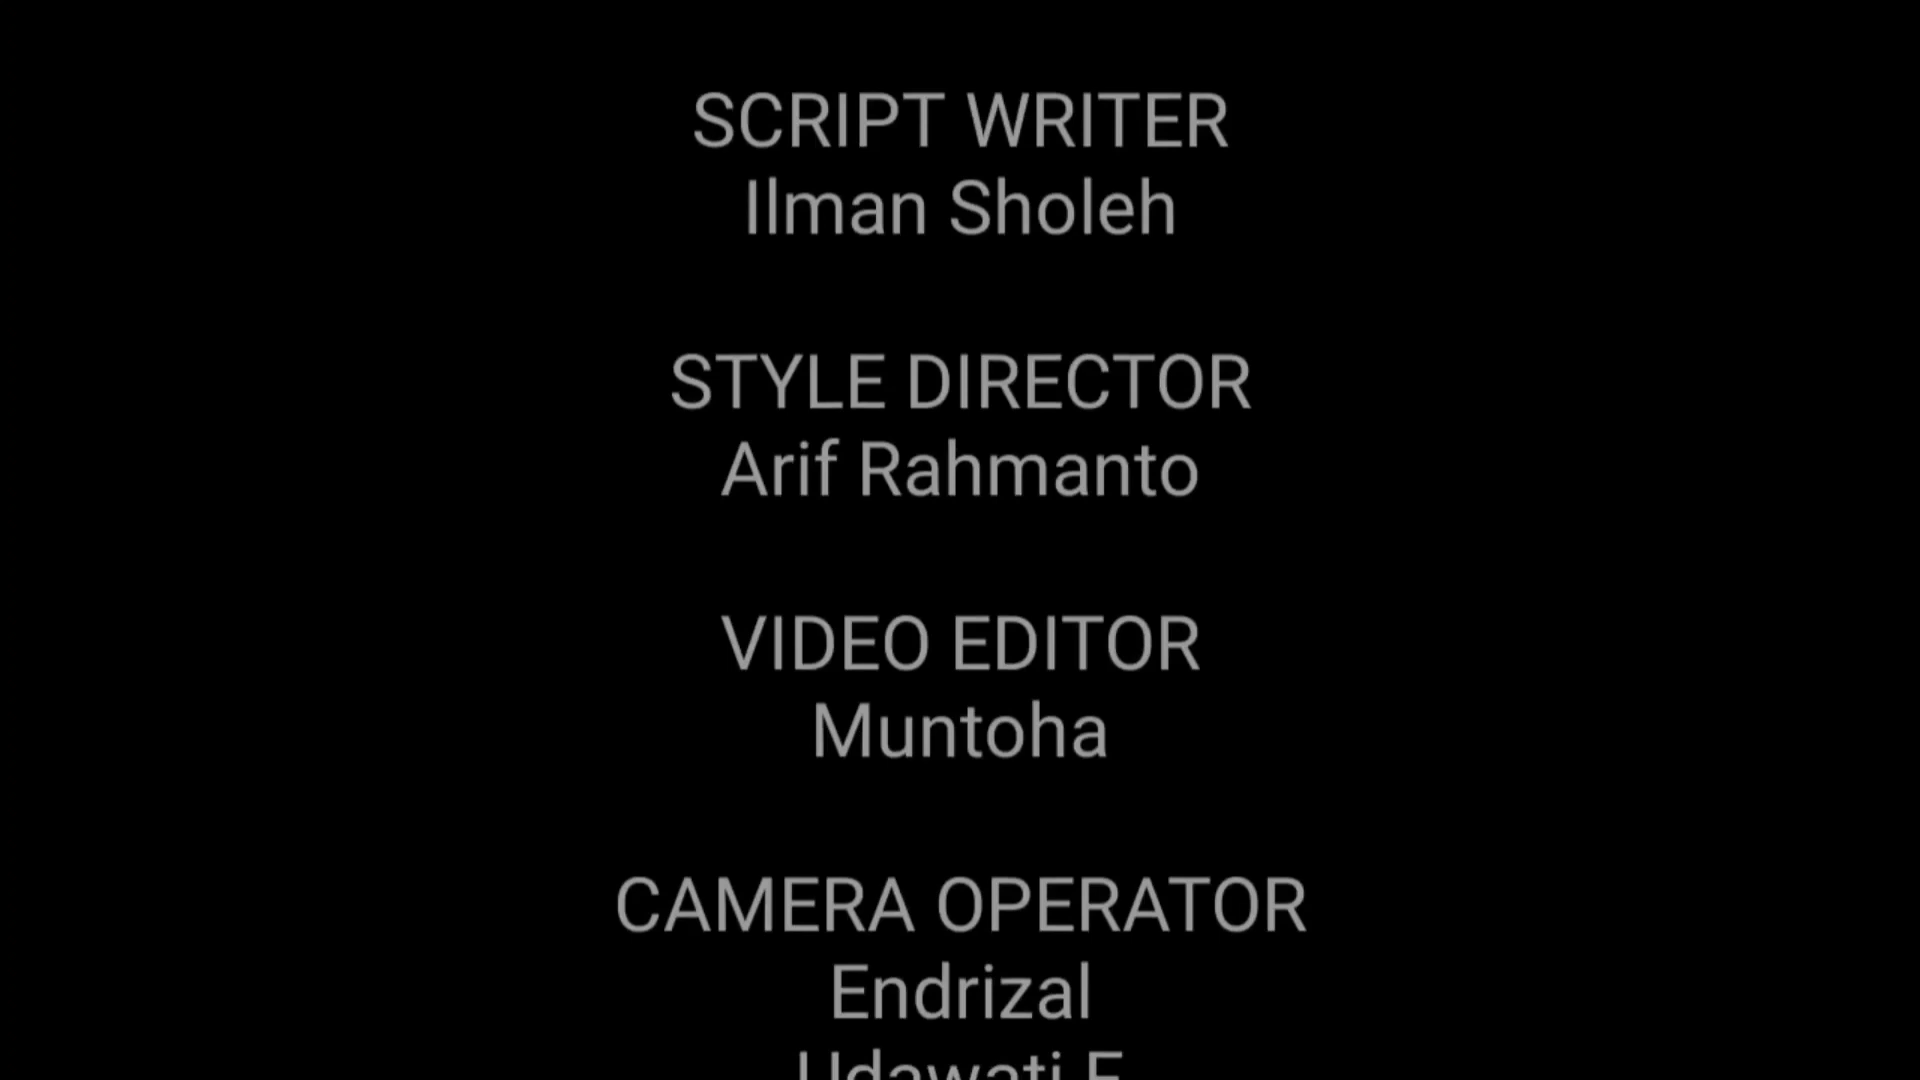 SCRIPT WRITER
Ilman Sholeh
STYLE DIRECTOR
Arif Rahmanto
VIDEO EDITOR
Muntoha
CAMERA OPERATOR
Endrizal